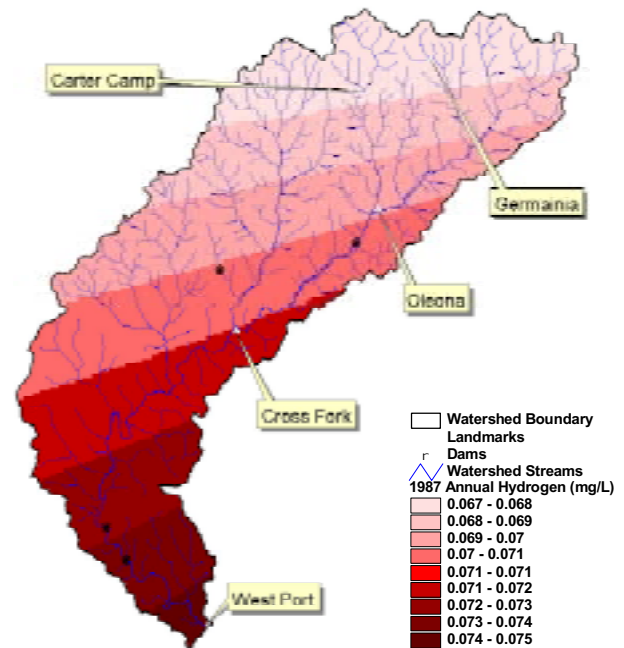 Carter Camp
Germainia
Oleona
Cross Fork
West Port
Watershed Boundary
Landmarks
r Dams
Watershed Streams
1987 Annual Hydrogen (mg/L)
0.067 - 0.068
0.068 - 0.069
0.069 - 0.07
0.07 - 0.071
0.071 - 0.071
0.071 - 0.072
0.072 - 0.073
0.073 - 0.074
0.074 - 0.075